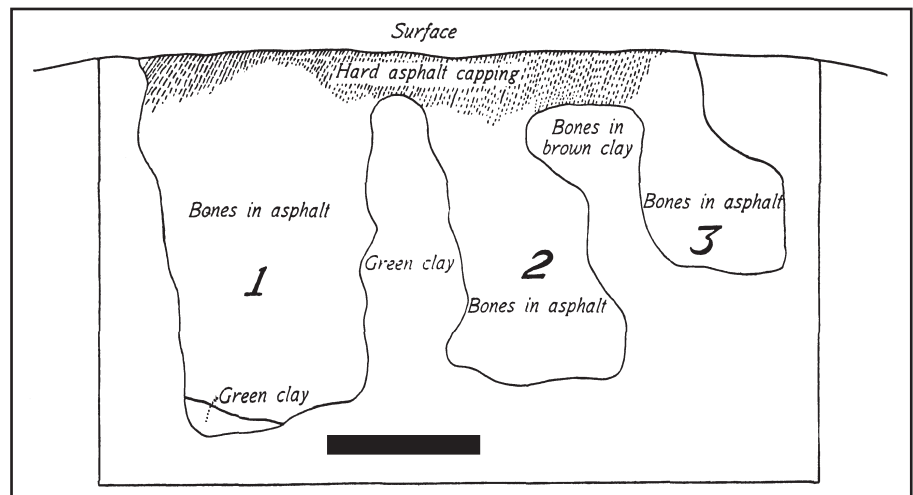 Surface
Hard asphalt capping
Bones in
brown clay
Bones in asphalt
Bones in asphalt
3
Green clay
2
1
Bones in asphalt
Green clay